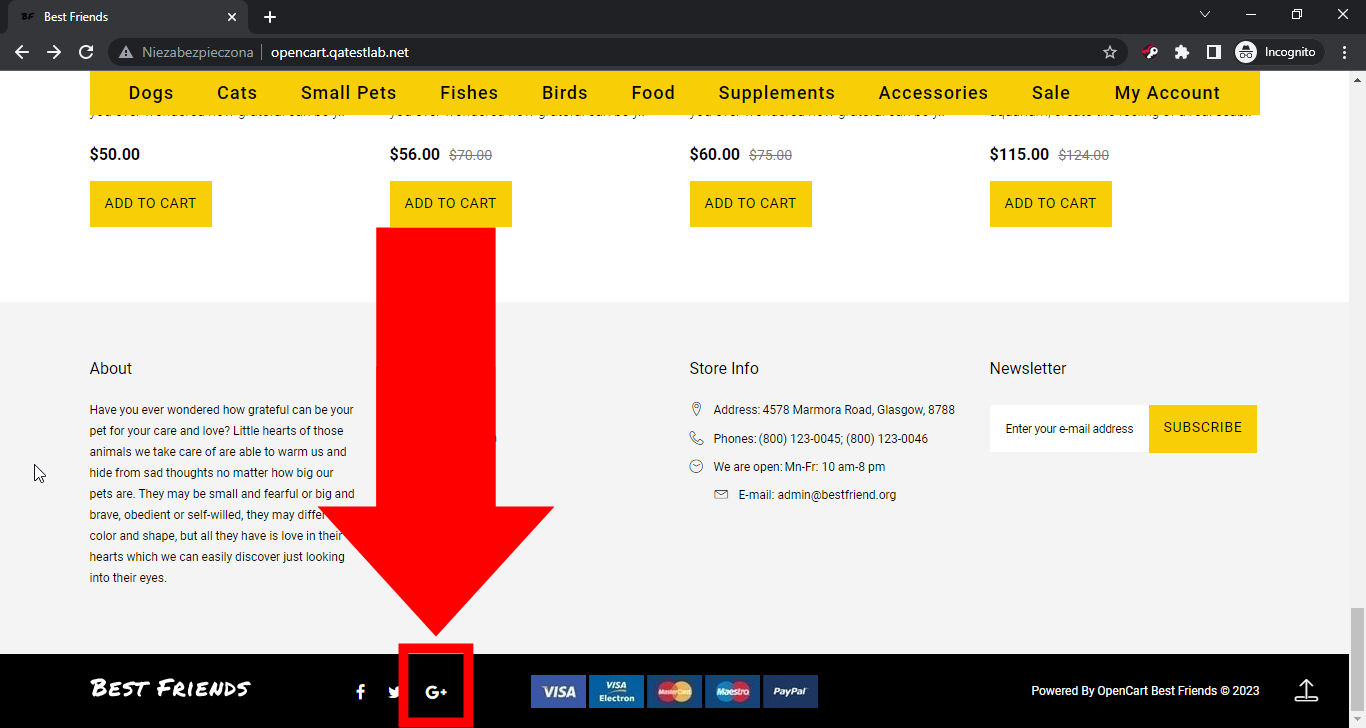 Best Friends
Niezabezpieczona
opencart.qatestlab.net
Incognito
Dogs Cats Small Pets Fishes Birds Food Supplements Accessories Sale My Account
$50.00
$56.00 $70.00
$60.00 $75.00
$115.00 $124.00
ADD TO CART
ADD TO CART
ADD TO CART
ADD TO CART
About
Have you ever wondered how grateful can be your
pet for your care and love? Little hearts of those
animals we take care of are able to warm us and
hide from sad thoughts no matter how big our
pets are. They may be small and fearful or big and
brave, obedient or self-willed, they may differ
color and shape, but all they have is love in their
hearts which we can easily discover just looking
into their eyes.
Store Info
Address: 4578 Marmora Road, Glasgow, 8788
Phones: (800) 123-0045; (800) 123-0046
We are open: Mn-Fr: 10 am-8 pm
E-mail: admin@bestfriend.org
Newsletter
Enter your e-mail address
SUBSCRIBE
BEST FRIENDS
G+
VISA
VISA
Electron
MasterCard
Maestro
PayPal
Powered By OpenCart Best Friends © 2023